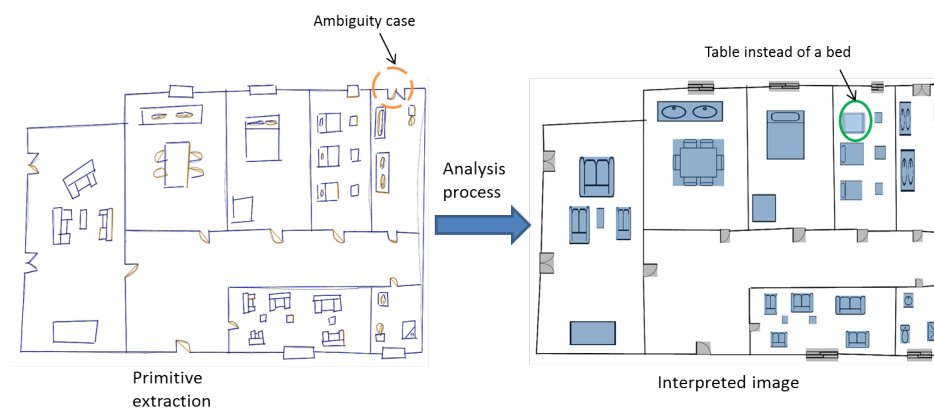 Ambiguity case
Table instead of a bed
Analysis
process
Primitive
extraction
Interpreted image